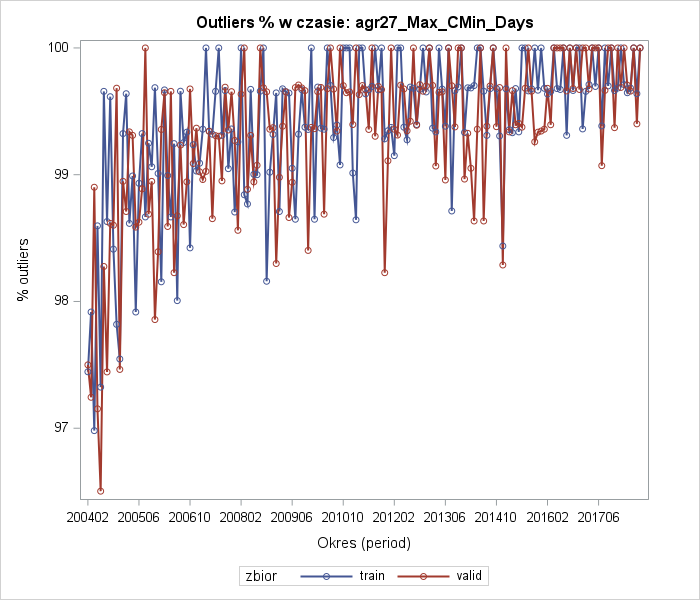 Outliers % w czasie: agr27_Max_CMin_Days
% outliers
100
99
98
97
200402 200506 200610 200802 200906 201010 201202 201306 201410 201602 201706
Okres (period)
zbior train valid